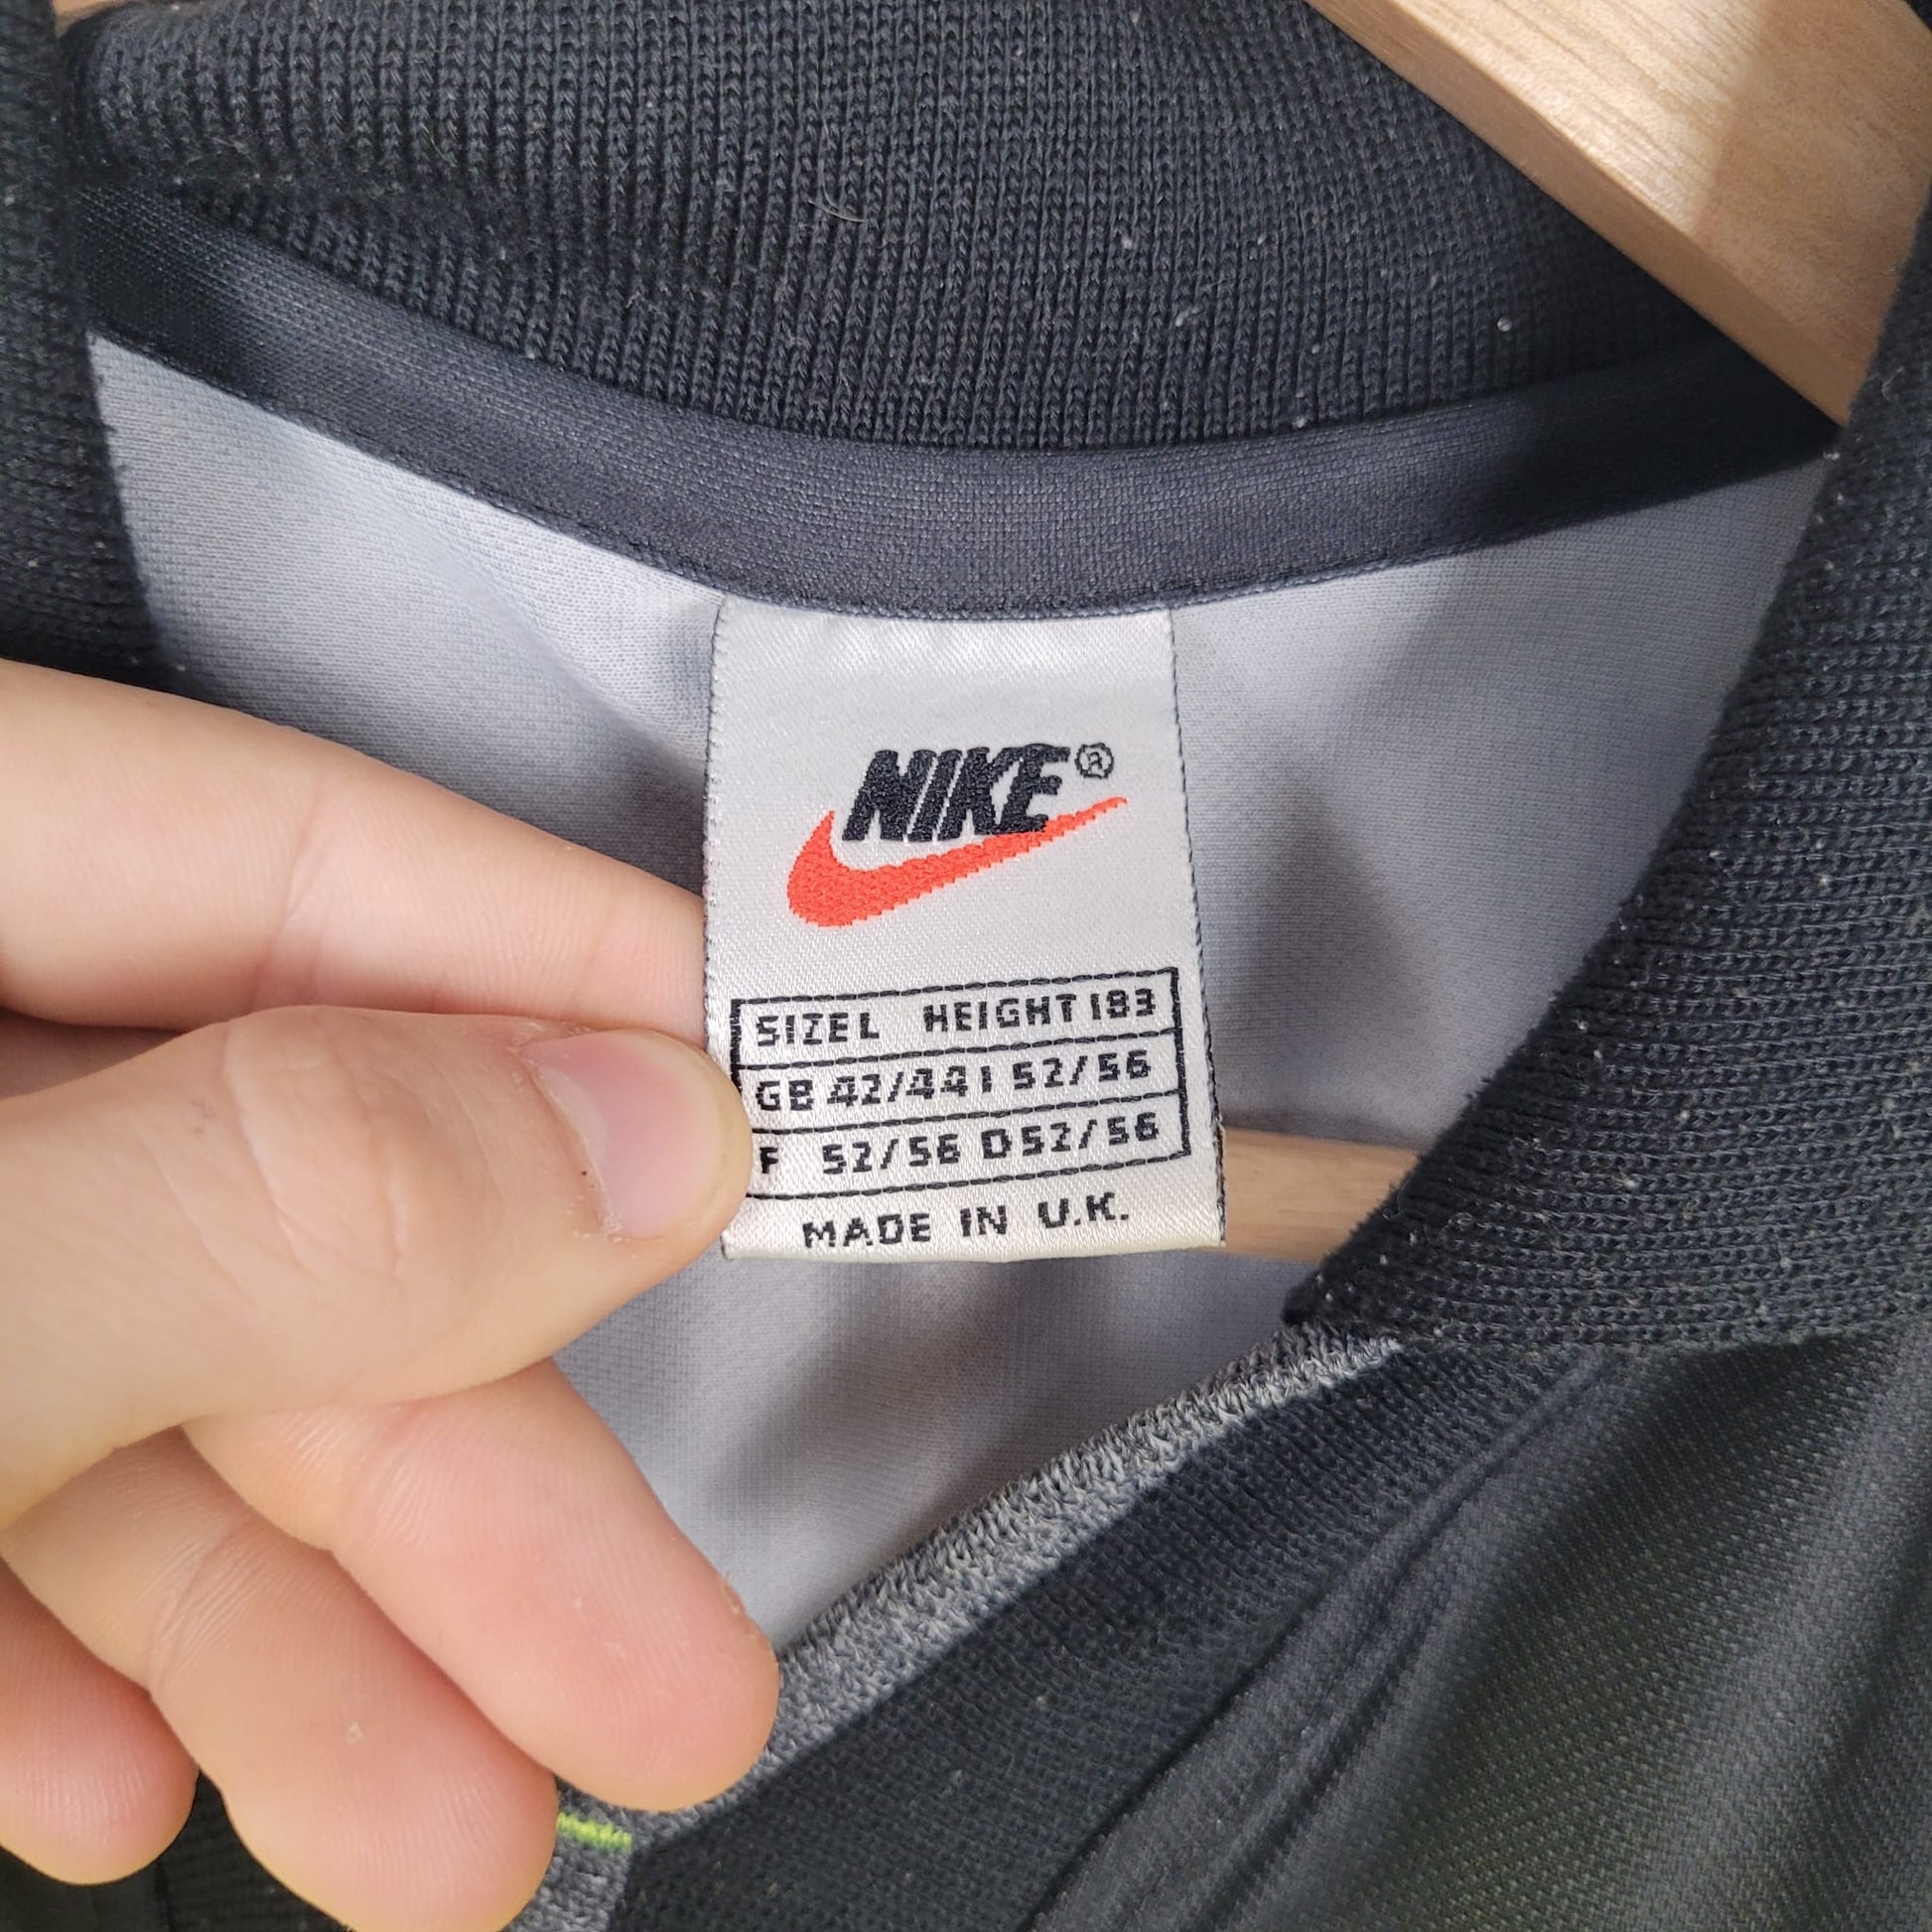 NIKE®
SIZE L HEIGHT 183
GB 42/44 I 52/56
F 52/56 D 52/56
MADE IN U.K.